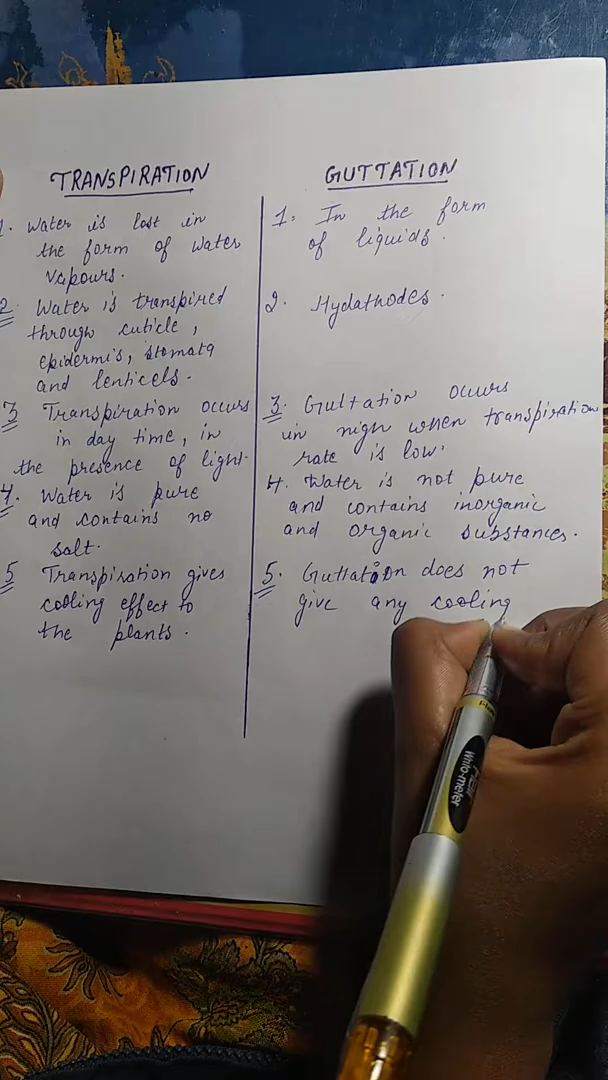 TRANSPIRATION
1. Water is lost in
the form of water
vapours.
2. Water is transpired
through cuticle,
epidermis, stomata
and lenticels.
3 Transpiration occurs
in day time, in
the presence of light.
4. Water is pure
and contains no
salt.
5 Transpiration gives
cooling effect to
the plants.
GUTTATION
1. In the form
of liquids.
2. Hydathodes.
3. Guttation occurs
in nigh when transpiration
rate is low.
4. Water is not pure
and contains inorganic
and organic substances.
5. Guttation does not
give any cooling
Write-meter